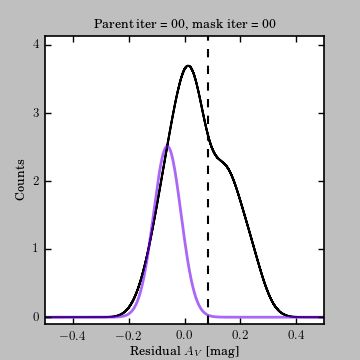 Parent iter = 00, mask iter = 00
4
3
2
1
0
Counts
−0.4 −0.2 0.0 0.2 0.4
Residual A_V [mag]